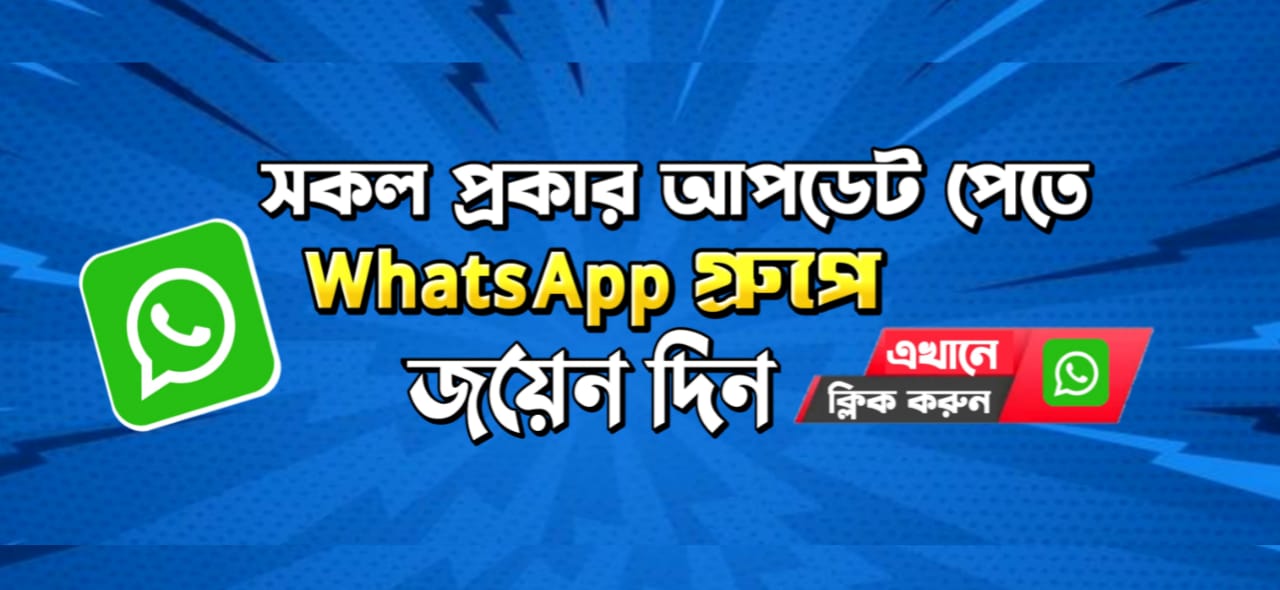 সকল প্রকার আপডেট পেতে
WhatsApp গ্রুপে
জয়েন দিন
এখানে
ক্লিক করুন